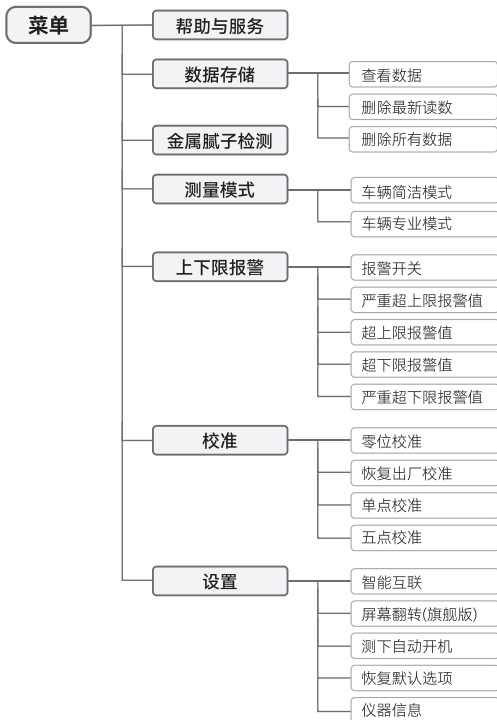 菜单
帮助与服务
数据存储
查看数据
删除最新读数
删除所有数据
金属腻子检测
测量模式
车辆简洁模式
车辆专业模式
上下限报警
报警开关
严重超上限报警值
超上限报警值
超下限报警值
严重超下限报警值
校准
零位校准
恢复出厂校准
单点校准
五点校准
设置
智能互联
屏幕翻转(旗舰版)
测下自动开机
恢复默认选项
仪器信息